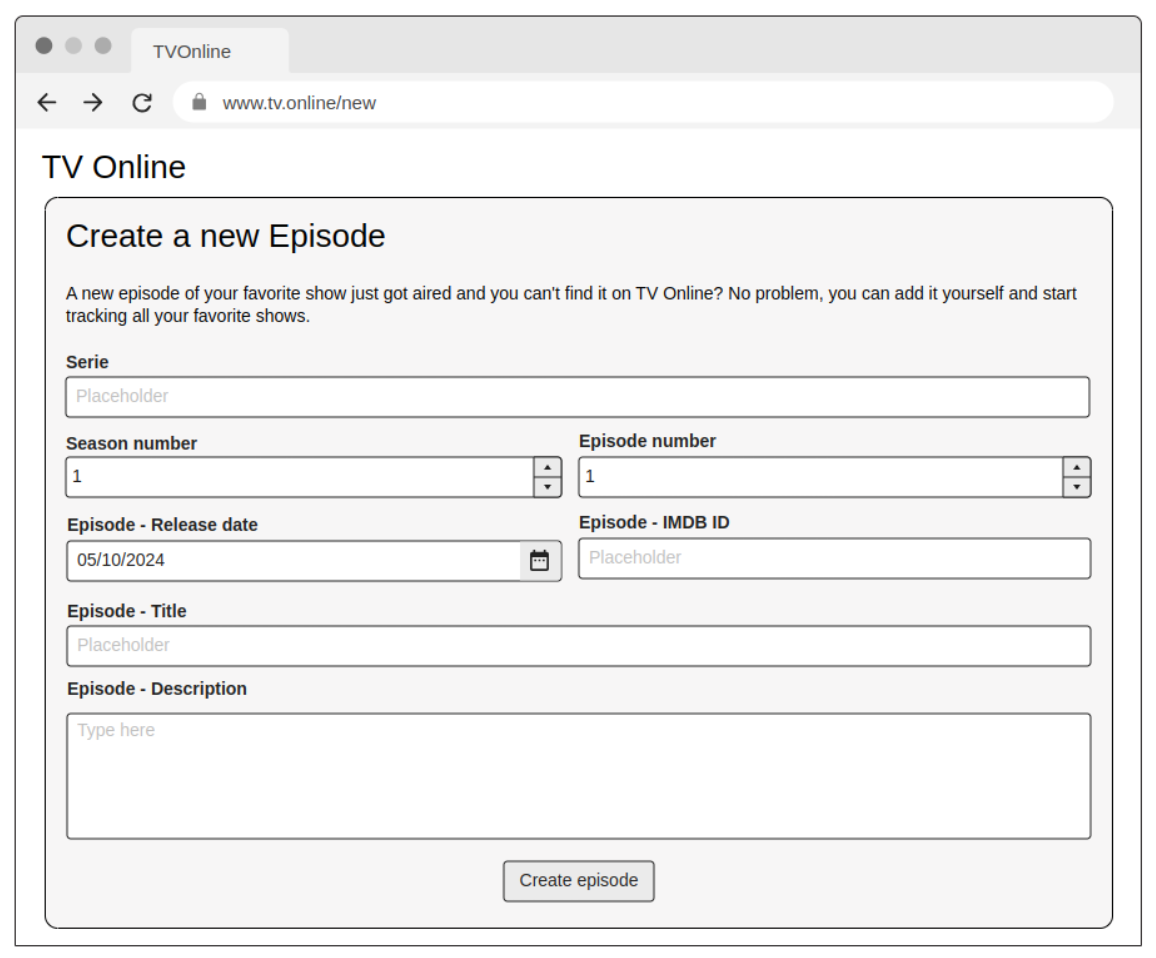 TVOnline
www.tv.online/new
TV Online
Create a new Episode
A new episode of your favorite show just got aired and you can't find it on TV Online? No problem, you can add it yourself and start
tracking all your favorite shows.
Serie
Placeholder
Season number
Episode number
1
1
Episode - Release date
Episode - IMDB ID
05/10/2024
Placeholder
Episode - Title
Placeholder
Episode - Description
Type here
Create episode